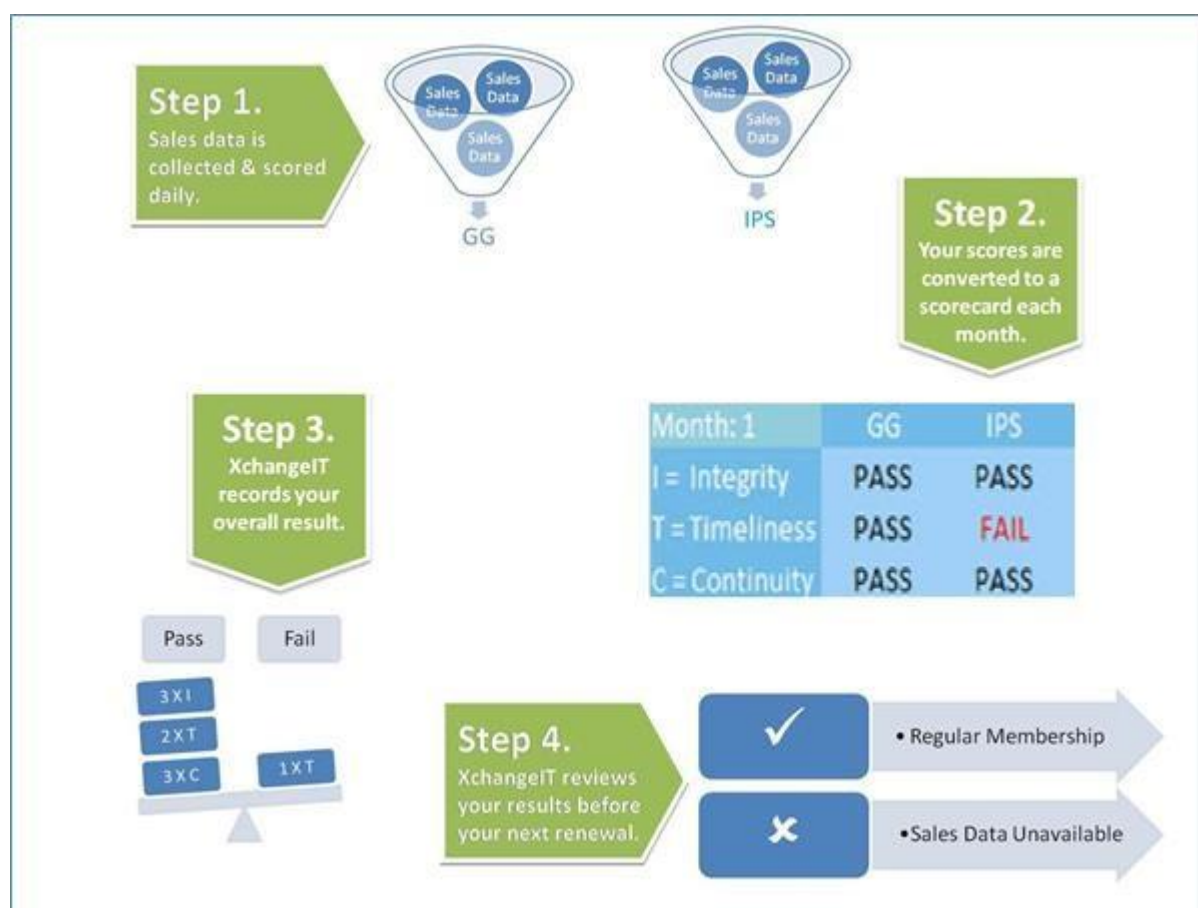 Step 1.
Sales data is
collected & scored
daily.
Sales
Data
Sales
Data
Sales
Data
GG
Sales
Data
Sales
Data
Sales
Data
IPS
Step 2.
Your scores are
converted to a
scorecard each
month.
Month: 1 GG IPS
I = Integrity PASS PASS
T = Timeliness PASS FAIL
C = Continuity PASS PASS
Step 3.
XchangeIT
records your
overall result.
Pass Fail
3 X I
2 X T
3 X C 1 X T
Step 4.
XchangeIT reviews
your results before
your next renewal.
✓
• Regular Membership
×
•Sales Data Unavailable